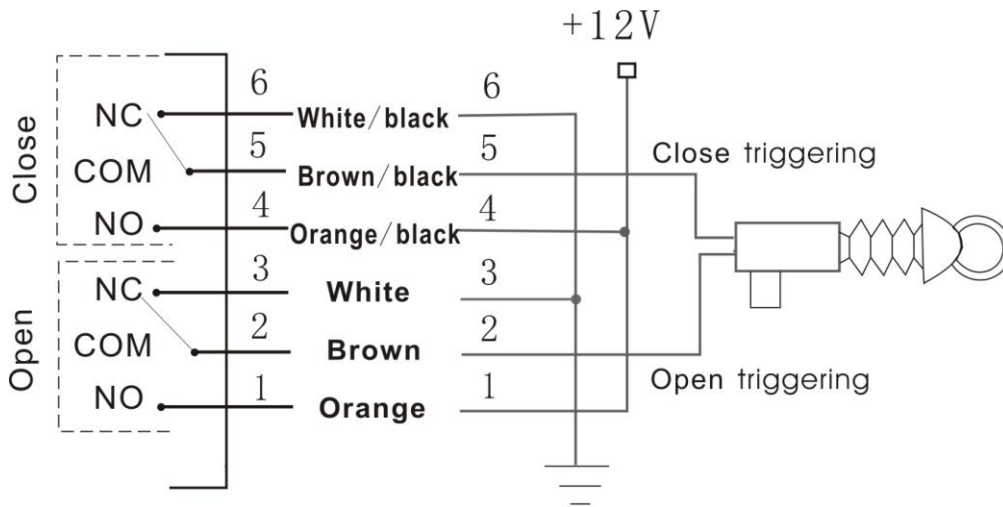 +12V
Close
NC 6 White/black 6
COM 5 Brown/black 5 Close triggering
NO 4 Orange/black 4
Open
NC 3 White 3
COM 2 Brown 2
NO 1 Orange 1 Open triggering